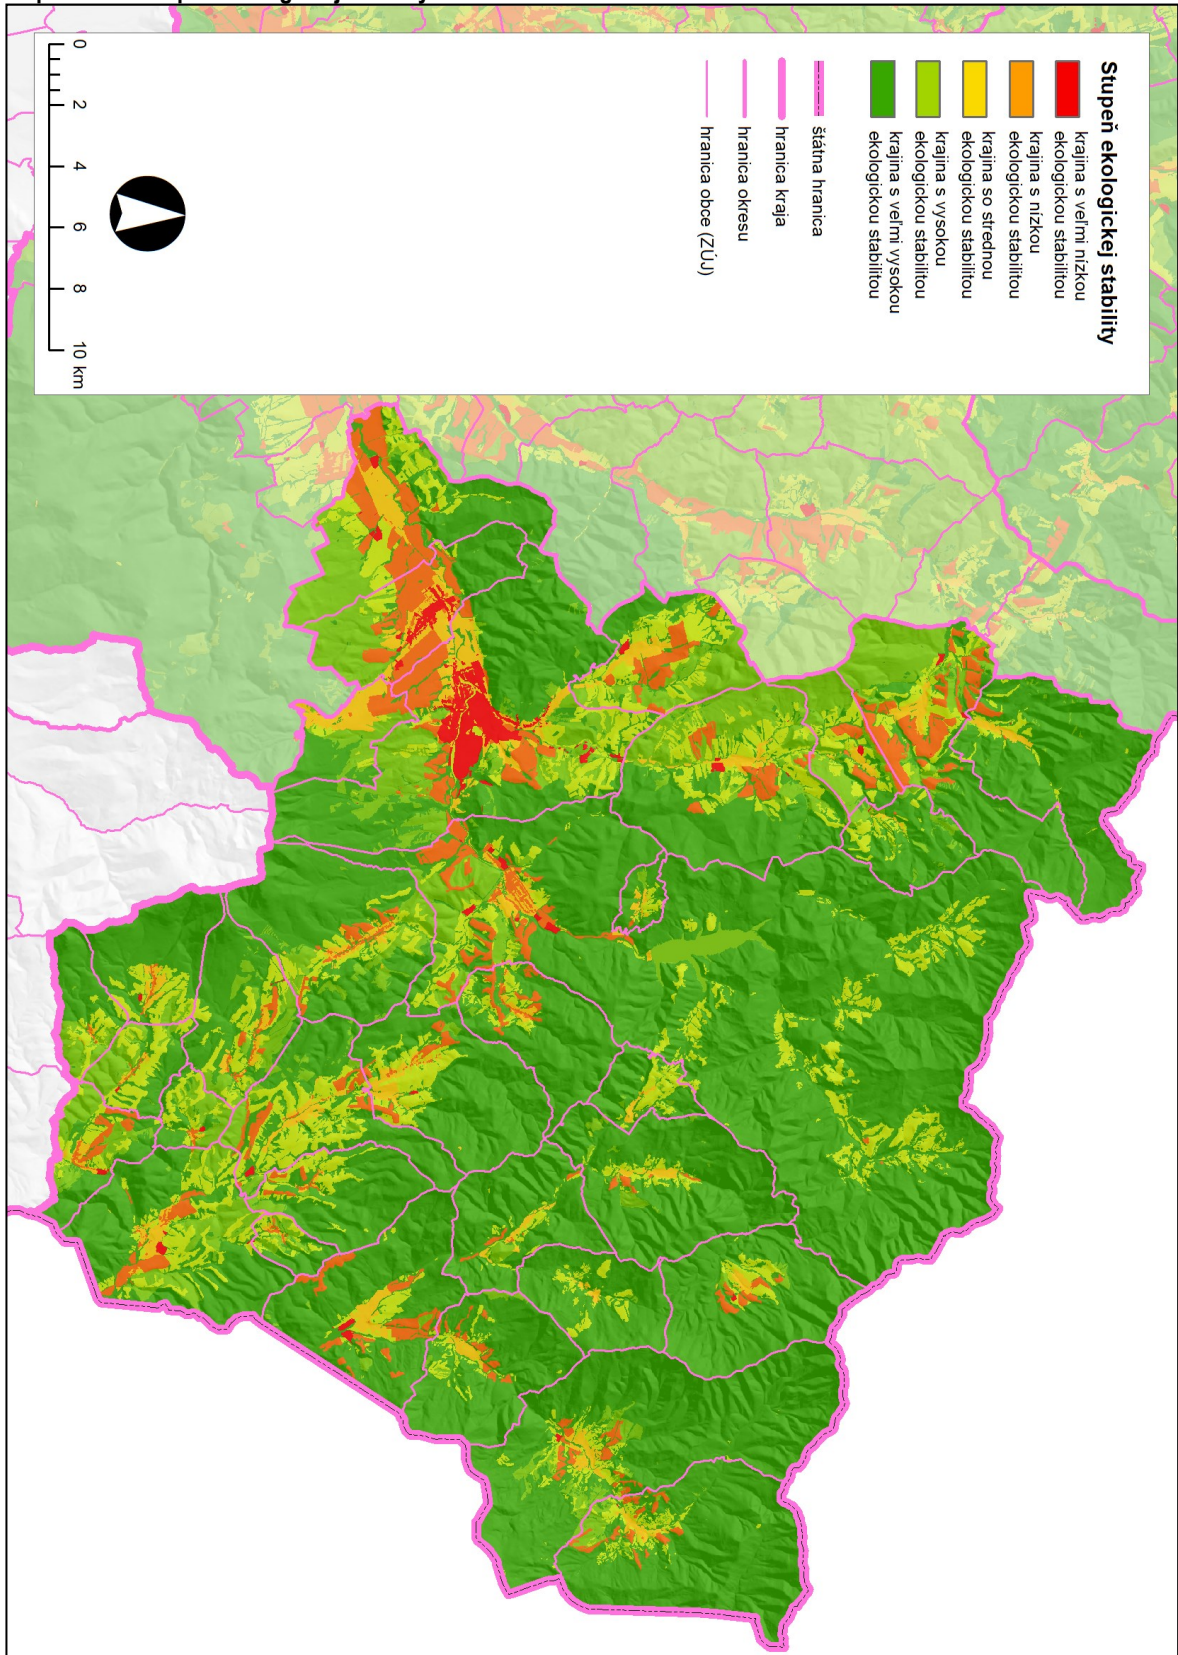 Stupeň ekologickej stability
krajina s veľmi nízkou
ekologickou stabilitou
krajina s nízkou
ekologickou stabilitou
krajina so strednou
ekologickou stabilitou
krajina s vysokou
ekologickou stabilitou
krajina s veľmi vysokou
ekologickou stabilitou
štátna hranica
hranica kraja
hranica okresu
hranica obce (ZÚJ)
0 2 4 6 8 10 km